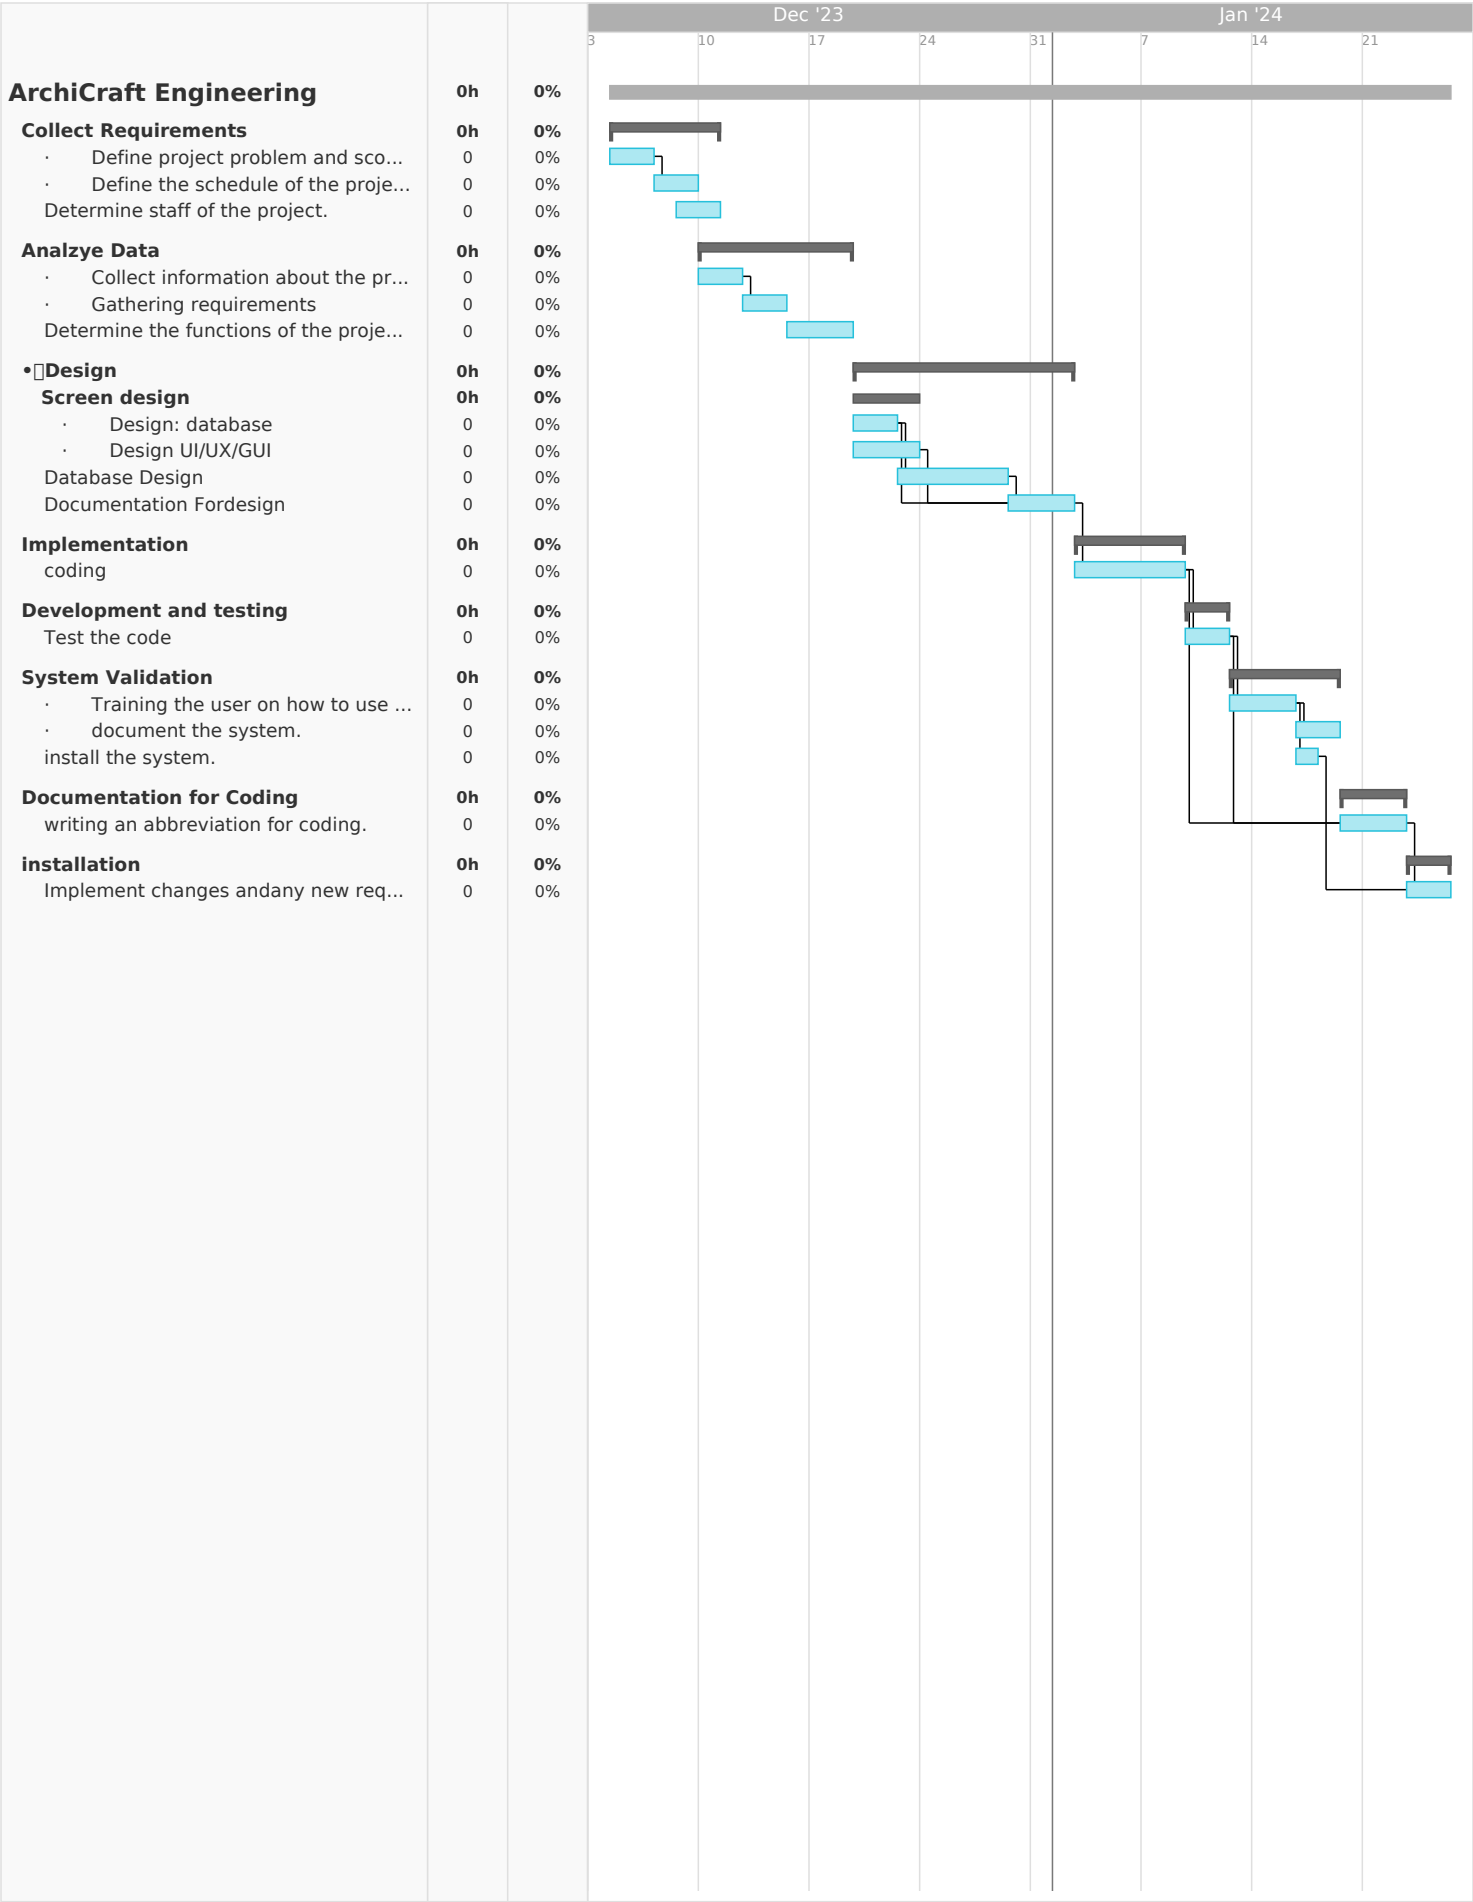 Dec '23 Jan '24
3 10 17 24 31 7 14 21
ArchiCraft Engineering 0h 0%
Collect Requirements 0h 0%
· Define project problem and sco... 0 0%
· Define the schedule of the proje... 0 0%
Determine staff of the project. 0 0%
Analzye Data 0h 0%
· Collect information about the pr... 0 0%
· Gathering requirements 0 0%
Determine the functions of the proje... 0 0%
•Design 0h 0%
Screen design 0h 0%
· Design: database 0 0%
· Design UI/UX/GUI 0 0%
Database Design 0 0%
Documentation Fordesign 0 0%
Implementation 0h 0%
coding 0 0%
Development and testing 0h 0%
Test the code 0 0%
System Validation 0h 0%
· Training the user on how to use ... 0 0%
· document the system. 0 0%
install the system. 0 0%
Documentation for Coding 0h 0%
writing an abbreviation for coding. 0 0%
installation 0h 0%
Implement changes andany new req... 0 0%